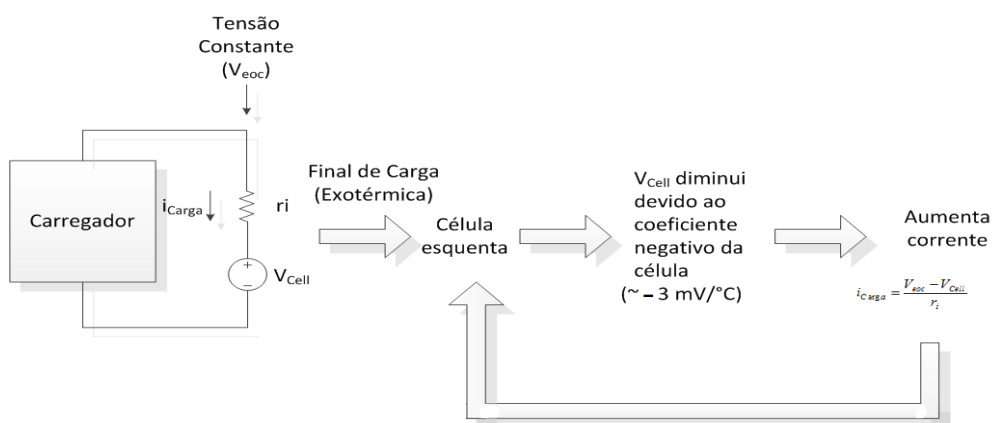 Tensão
Constante
(Veoc)
Carregador
iCarga
ri
VCell
Final de Carga
(Exotérmica)
Célula
esquenta
VCell diminui
devido ao
coeficiente
negativo da
célula
(~ – 3 mV/°C)
Aumenta
corrente
iCarga = (Veoc − VCell) / ri